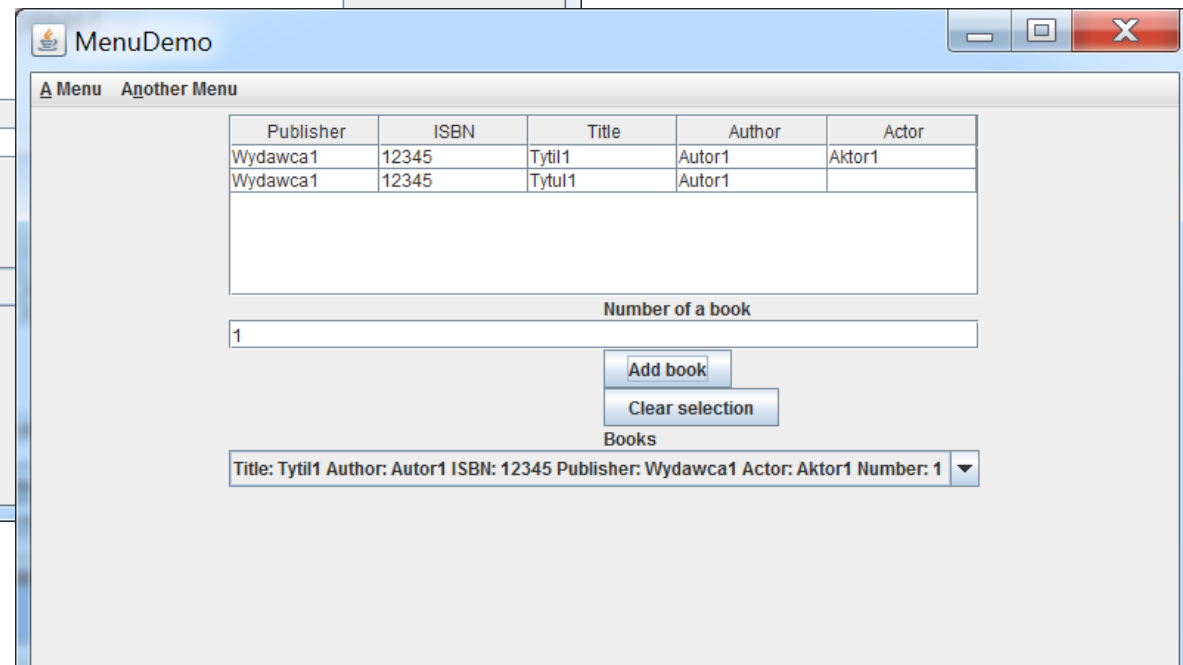 MenuDemo
A Menu Another Menu
Publisher ISBN Title Author Actor
Wydawca1 12345 Tytil1 Autor1 Aktor1
Wydawca1 12345 Tytul1 Autor1
Number of a book
1
Add book
Clear selection
Books
Title: Tytil1 Author: Autor1 ISBN: 12345 Publisher: Wydawca1 Actor: Aktor1 Number: 1